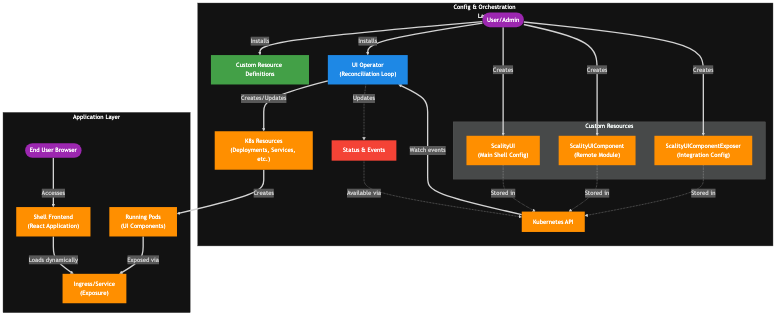 Config & Orchestration
La
User/Admin
Installs
Installs
Custom Resource
Definitions
UI Operator
(Reconciliation Loop)
Creates
Creates
Creates
Creates/Updates
Updates
Application Layer
Custom Resources
End User Browser
K8s Resources
(Deployments, Services,
etc.)
Status & Events
Watch events
ScalityUI
(Main Shell Config)
ScalityUIComponent
(Remote Module)
ScalityUIComponentExposer
(Integration Config)
Accesses
Creates
Available via
Stored in
Stored in
Stored in
Shell Frontend
(React Application)
Running Pods
(UI Components)
Kubernetes API
Loads dynamically
Exposed via
Ingress/Service
(Exposure)